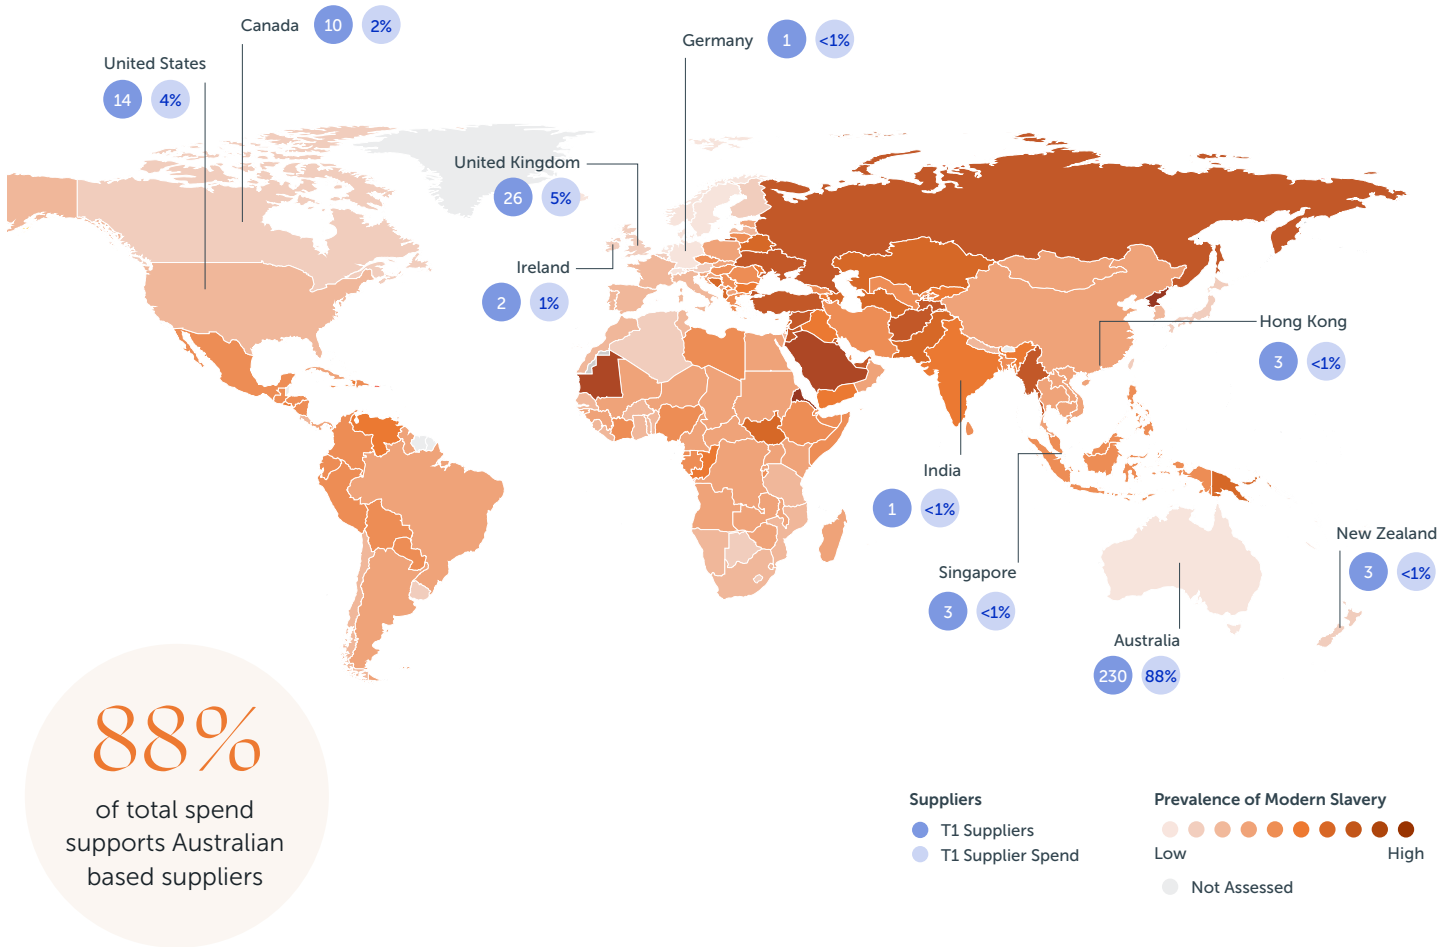 Canada 10 2%
United States
14 4%
Germany 1 <1%
United Kingdom
26 5%
Ireland
2 1%
Hong Kong
3 <1%
India
1 <1%
Singapore
3 <1%
New Zealand
3 <1%
Australia
230 88%
88%
of total spend
supports Australian
based suppliers
Suppliers
T1 Suppliers
T1 Supplier Spend
Prevalence of Modern Slavery
Low High
Not Assessed